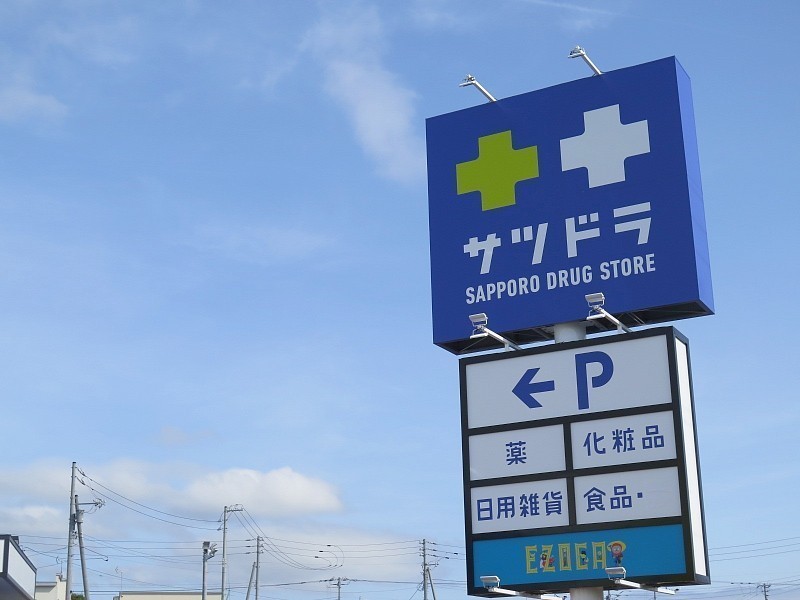 サツドラ
SAPPORO DRUG STORE
← P
薬
化粧品
日用雑貨
食品・
EZOCA